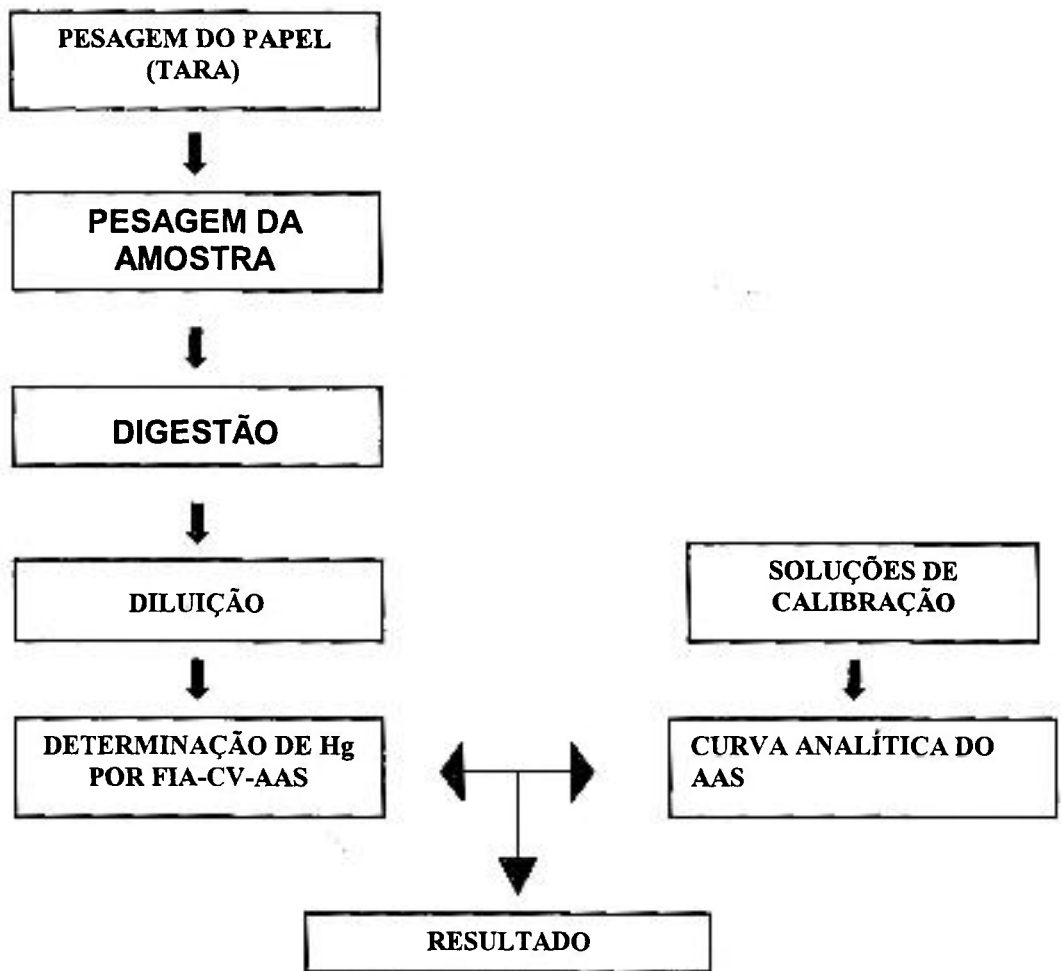 PESAGEM DO PAPEL
(TARA)
PESAGEM DA
AMOSTRA
DIGESTÃO
DILUIÇÃO
DETERMINAÇÃO DE Hg
POR FIA-CV-AAS
SOLUÇÕES DE
CALIBRAÇÃO
CURVA ANALÍTICA DO
AAS
RESULTADO